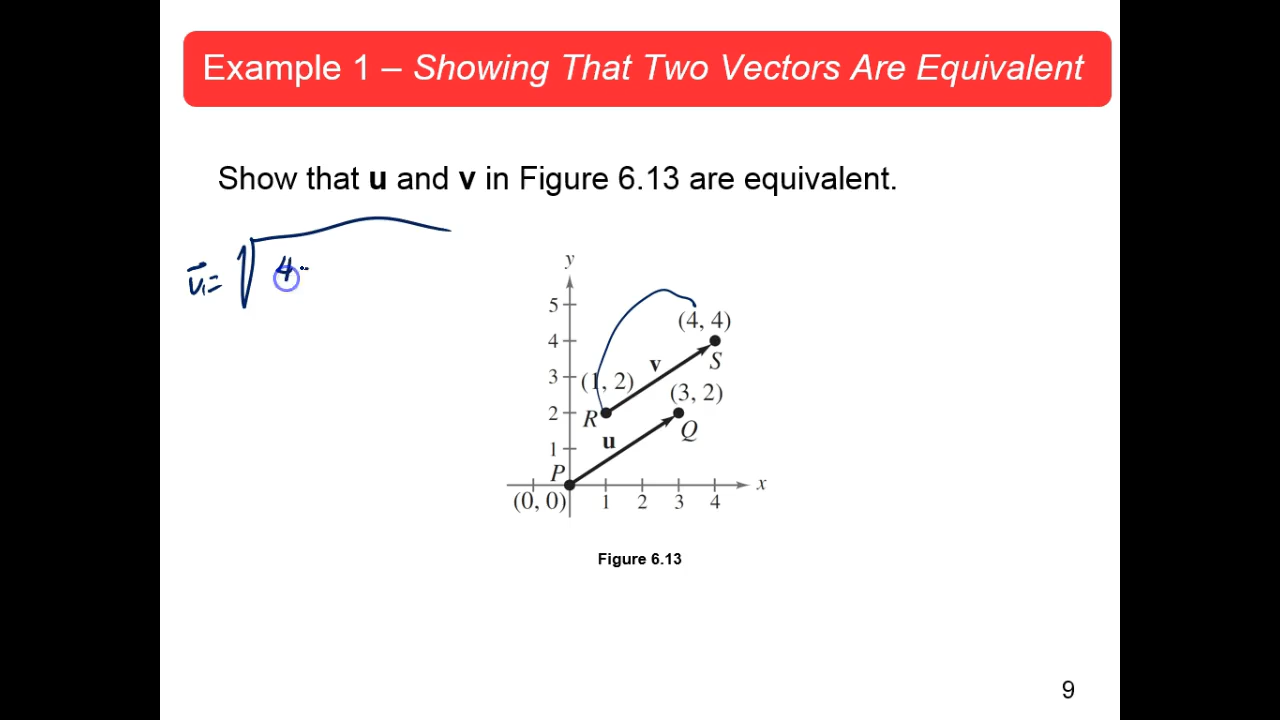 Example 1 – Showing That Two Vectors Are Equivalent
Show that u and v in Figure 6.13 are equivalent.
v⃗₁= √4
y
5
(4, 4)
4
v
S
3
(1, 2)
(3, 2)
2
R
Q
u
1
P
x
(0, 0)
1 2 3 4
Figure 6.13
9